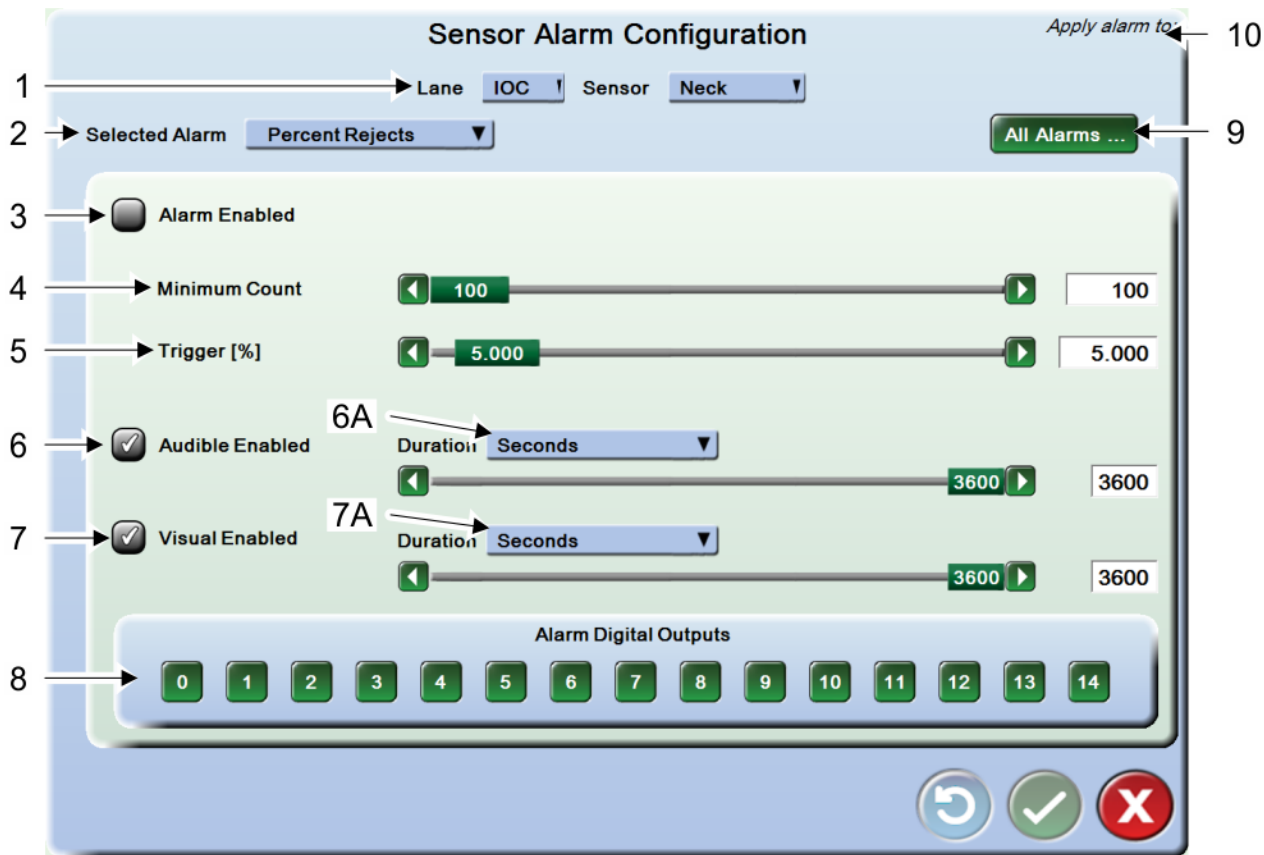 Sensor Alarm Configuration
Apply alarm to:
10
1
Lane IOC Sensor Neck
2
Selected Alarm Percent Rejects
All Alarms ...
9
3
Alarm Enabled
4
Minimum Count 100 100
5
Trigger [%] 5.000 5.000
6A
6
Audible Enabled Duration Seconds
3600 3600
7A
7
Visual Enabled Duration Seconds
3600 3600
Alarm Digital Outputs
8
0 1 2 3 4 5 6 7 8 9 10 11 12 13 14